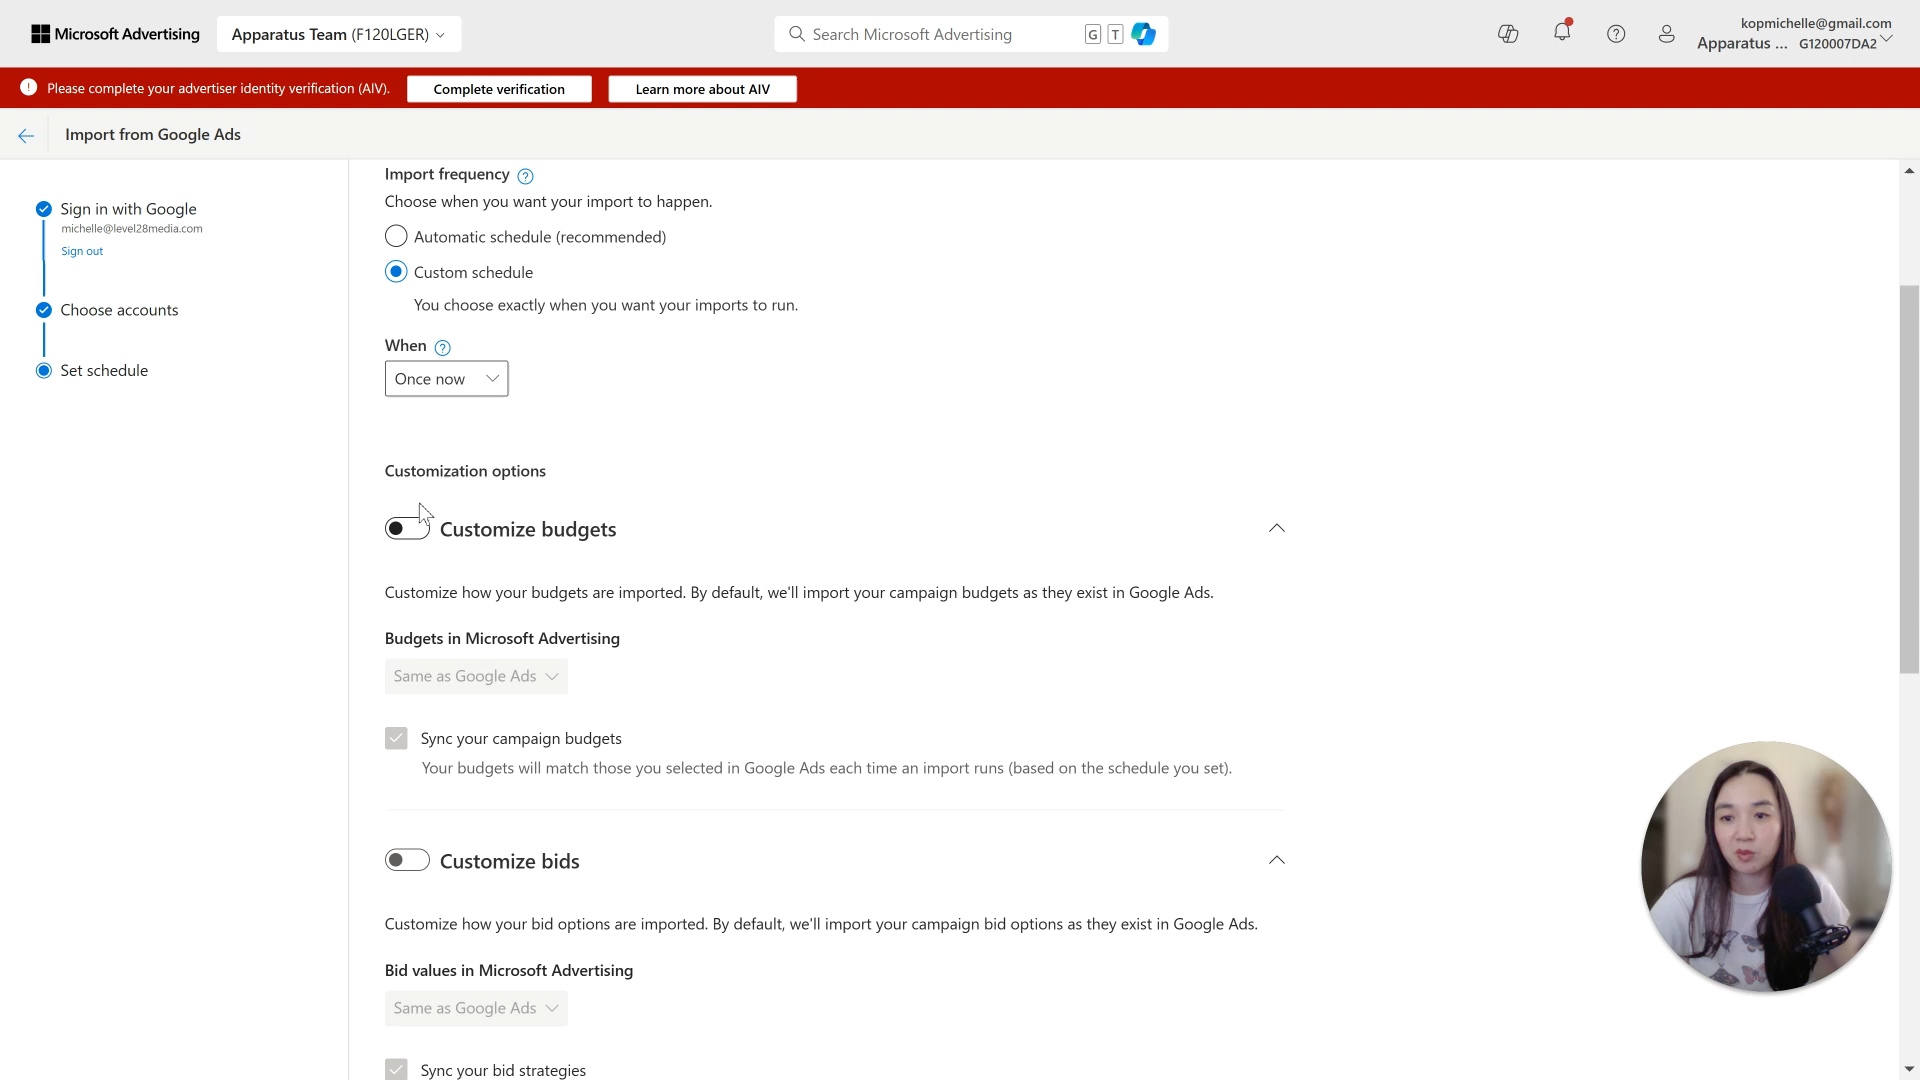 Microsoft Advertising
Apparatus Team (F120LGER)
Search Microsoft Advertising
G
T
kopmichelle@gmail.com
Apparatus ... G120007DA2
Please complete your advertiser identity verification (AIV).
Complete verification
Learn more about AIV
Import from Google Ads
Sign in with Google
michelle@level28media.com
Sign out
Choose accounts
Set schedule
Import frequency
Choose when you want your import to happen.
Automatic schedule (recommended)
Custom schedule
You choose exactly when you want your imports to run.
When
Once now
Customization options
Customize budgets
Customize how your budgets are imported. By default, we'll import your campaign budgets as they exist in Google Ads.
Budgets in Microsoft Advertising
Same as Google Ads
Sync your campaign budgets
Your budgets will match those you selected in Google Ads each time an import runs (based on the schedule you set).
Customize bids
Customize how your bid options are imported. By default, we'll import your campaign bid options as they exist in Google Ads.
Bid values in Microsoft Advertising
Same as Google Ads
Sync your bid strategies